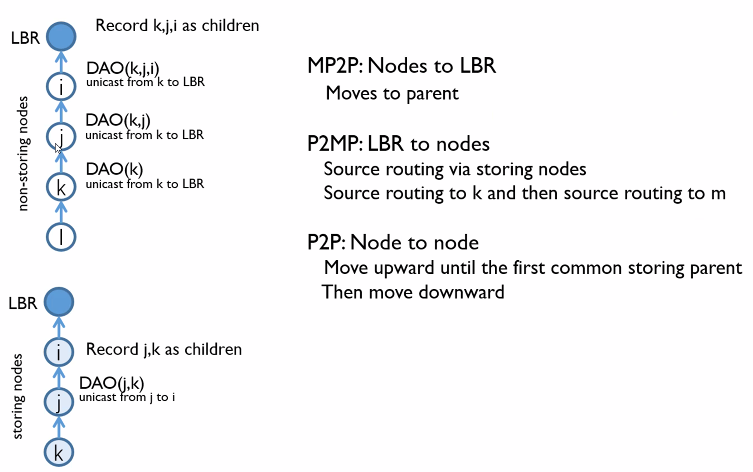 Record k,j,i as children
LBR
DAO(k,j,i)
unicast from k to LBR
i
DAO(k,j)
unicast from k to LBR
j
DAO(k)
unicast from k to LBR
k
l
non-storing nodes
LBR
i
Record j,k as children
DAO(j,k)
unicast from j to i
j
k
storing nodes
MP2P: Nodes to LBR
Moves to parent
P2MP: LBR to nodes
Source routing via storing nodes
Source routing to k and then source routing to m
P2P: Node to node
Move upward until the first common storing parent
Then move downward